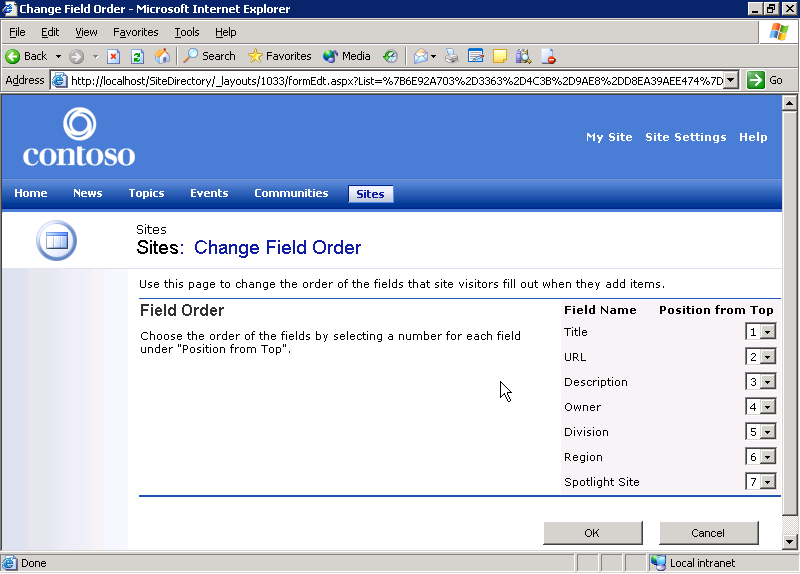 Change Field Order - Microsoft Internet Explorer
File Edit View Favorites Tools Help
Back Search Favorites Media
Address http://localhost/SiteDirectory/_layouts/1033/formEdt.aspx?List=%7B6E92A703%2D3363%2D4C3B%2D9AE8%2DD8EA39AEE474%7D Go
contoso
My Site Site Settings Help
Home News Topics Events Communities Sites
Sites
Sites: Change Field Order
Use this page to change the order of the fields that site visitors fill out when they add items.
Field Order
Choose the order of the fields by selecting a number for each field
under "Position from Top".
Field Name Position from Top
Title 1
URL 2
Description 3
Owner 4
Division 5
Region 6
Spotlight Site 7
OK Cancel
Done Local intranet